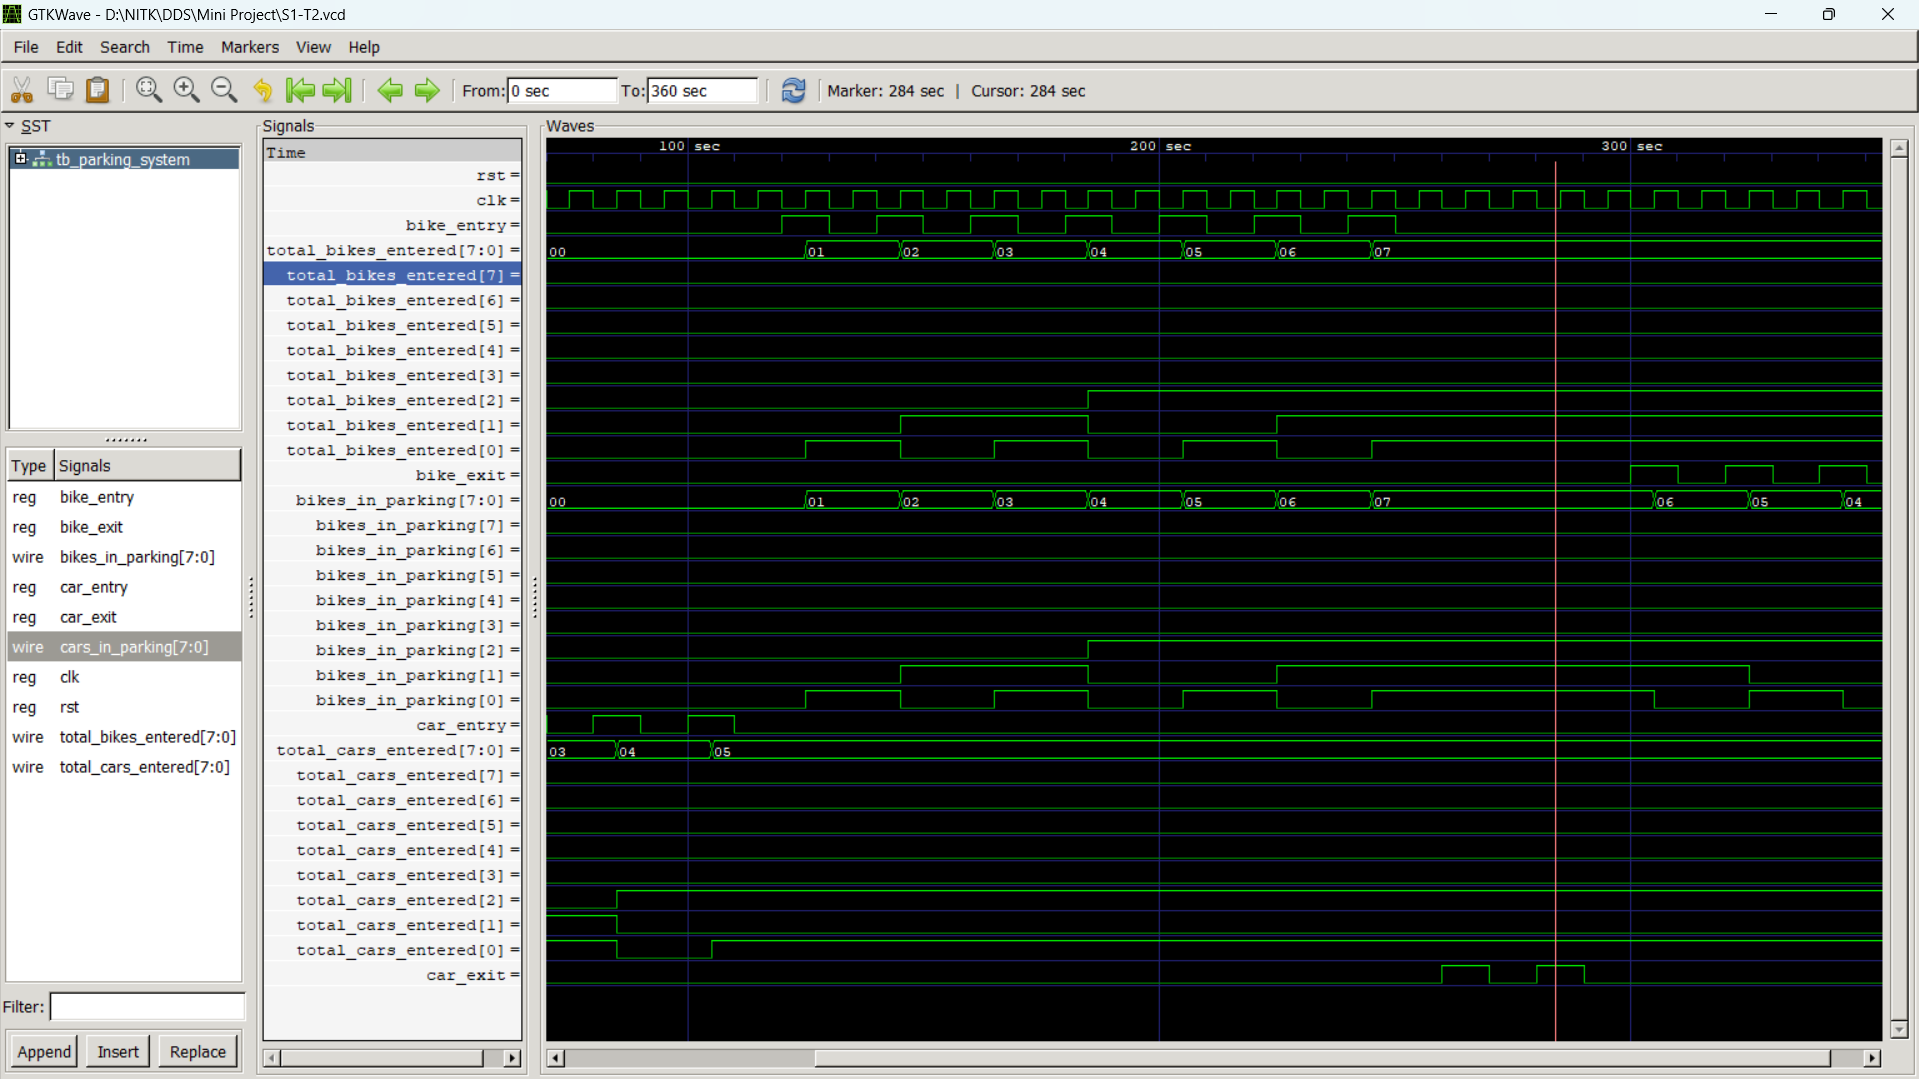 GTKWave - D:\NITK\DDS\Mini Project\S1-T2.vcd
File Edit Search Time Markers View Help
From: 0 sec To: 360 sec Marker: 284 sec | Cursor: 284 sec
SST
tb_parking_system
Type Signals
reg bike_entry
reg bike_exit
wire bikes_in_parking[7:0]
reg car_entry
reg car_exit
wire cars_in_parking[7:0]
reg clk
reg rst
wire total_bikes_entered[7:0]
wire total_cars_entered[7:0]
Filter:
Append Insert Replace
Signals
Time
rst=
clk=
bike_entry=
total_bikes_entered[7:0]=
total_bikes_entered[7]=
total_bikes_entered[6]=
total_bikes_entered[5]=
total_bikes_entered[4]=
total_bikes_entered[3]=
total_bikes_entered[2]=
total_bikes_entered[1]=
total_bikes_entered[0]=
bike_exit=
bikes_in_parking[7:0]=
bikes_in_parking[7]=
bikes_in_parking[6]=
bikes_in_parking[5]=
bikes_in_parking[4]=
bikes_in_parking[3]=
bikes_in_parking[2]=
bikes_in_parking[1]=
bikes_in_parking[0]=
car_entry=
total_cars_entered[7:0]=
total_cars_entered[7]=
total_cars_entered[6]=
total_cars_entered[5]=
total_cars_entered[4]=
total_cars_entered[3]=
total_cars_entered[2]=
total_cars_entered[1]=
total_cars_entered[0]=
car_exit=
Waves
100 sec 200 sec 300 sec
00 01 02 03 04 05 06 07
00 01 02 03 04 05 06 07 06 05 04
03 04 05